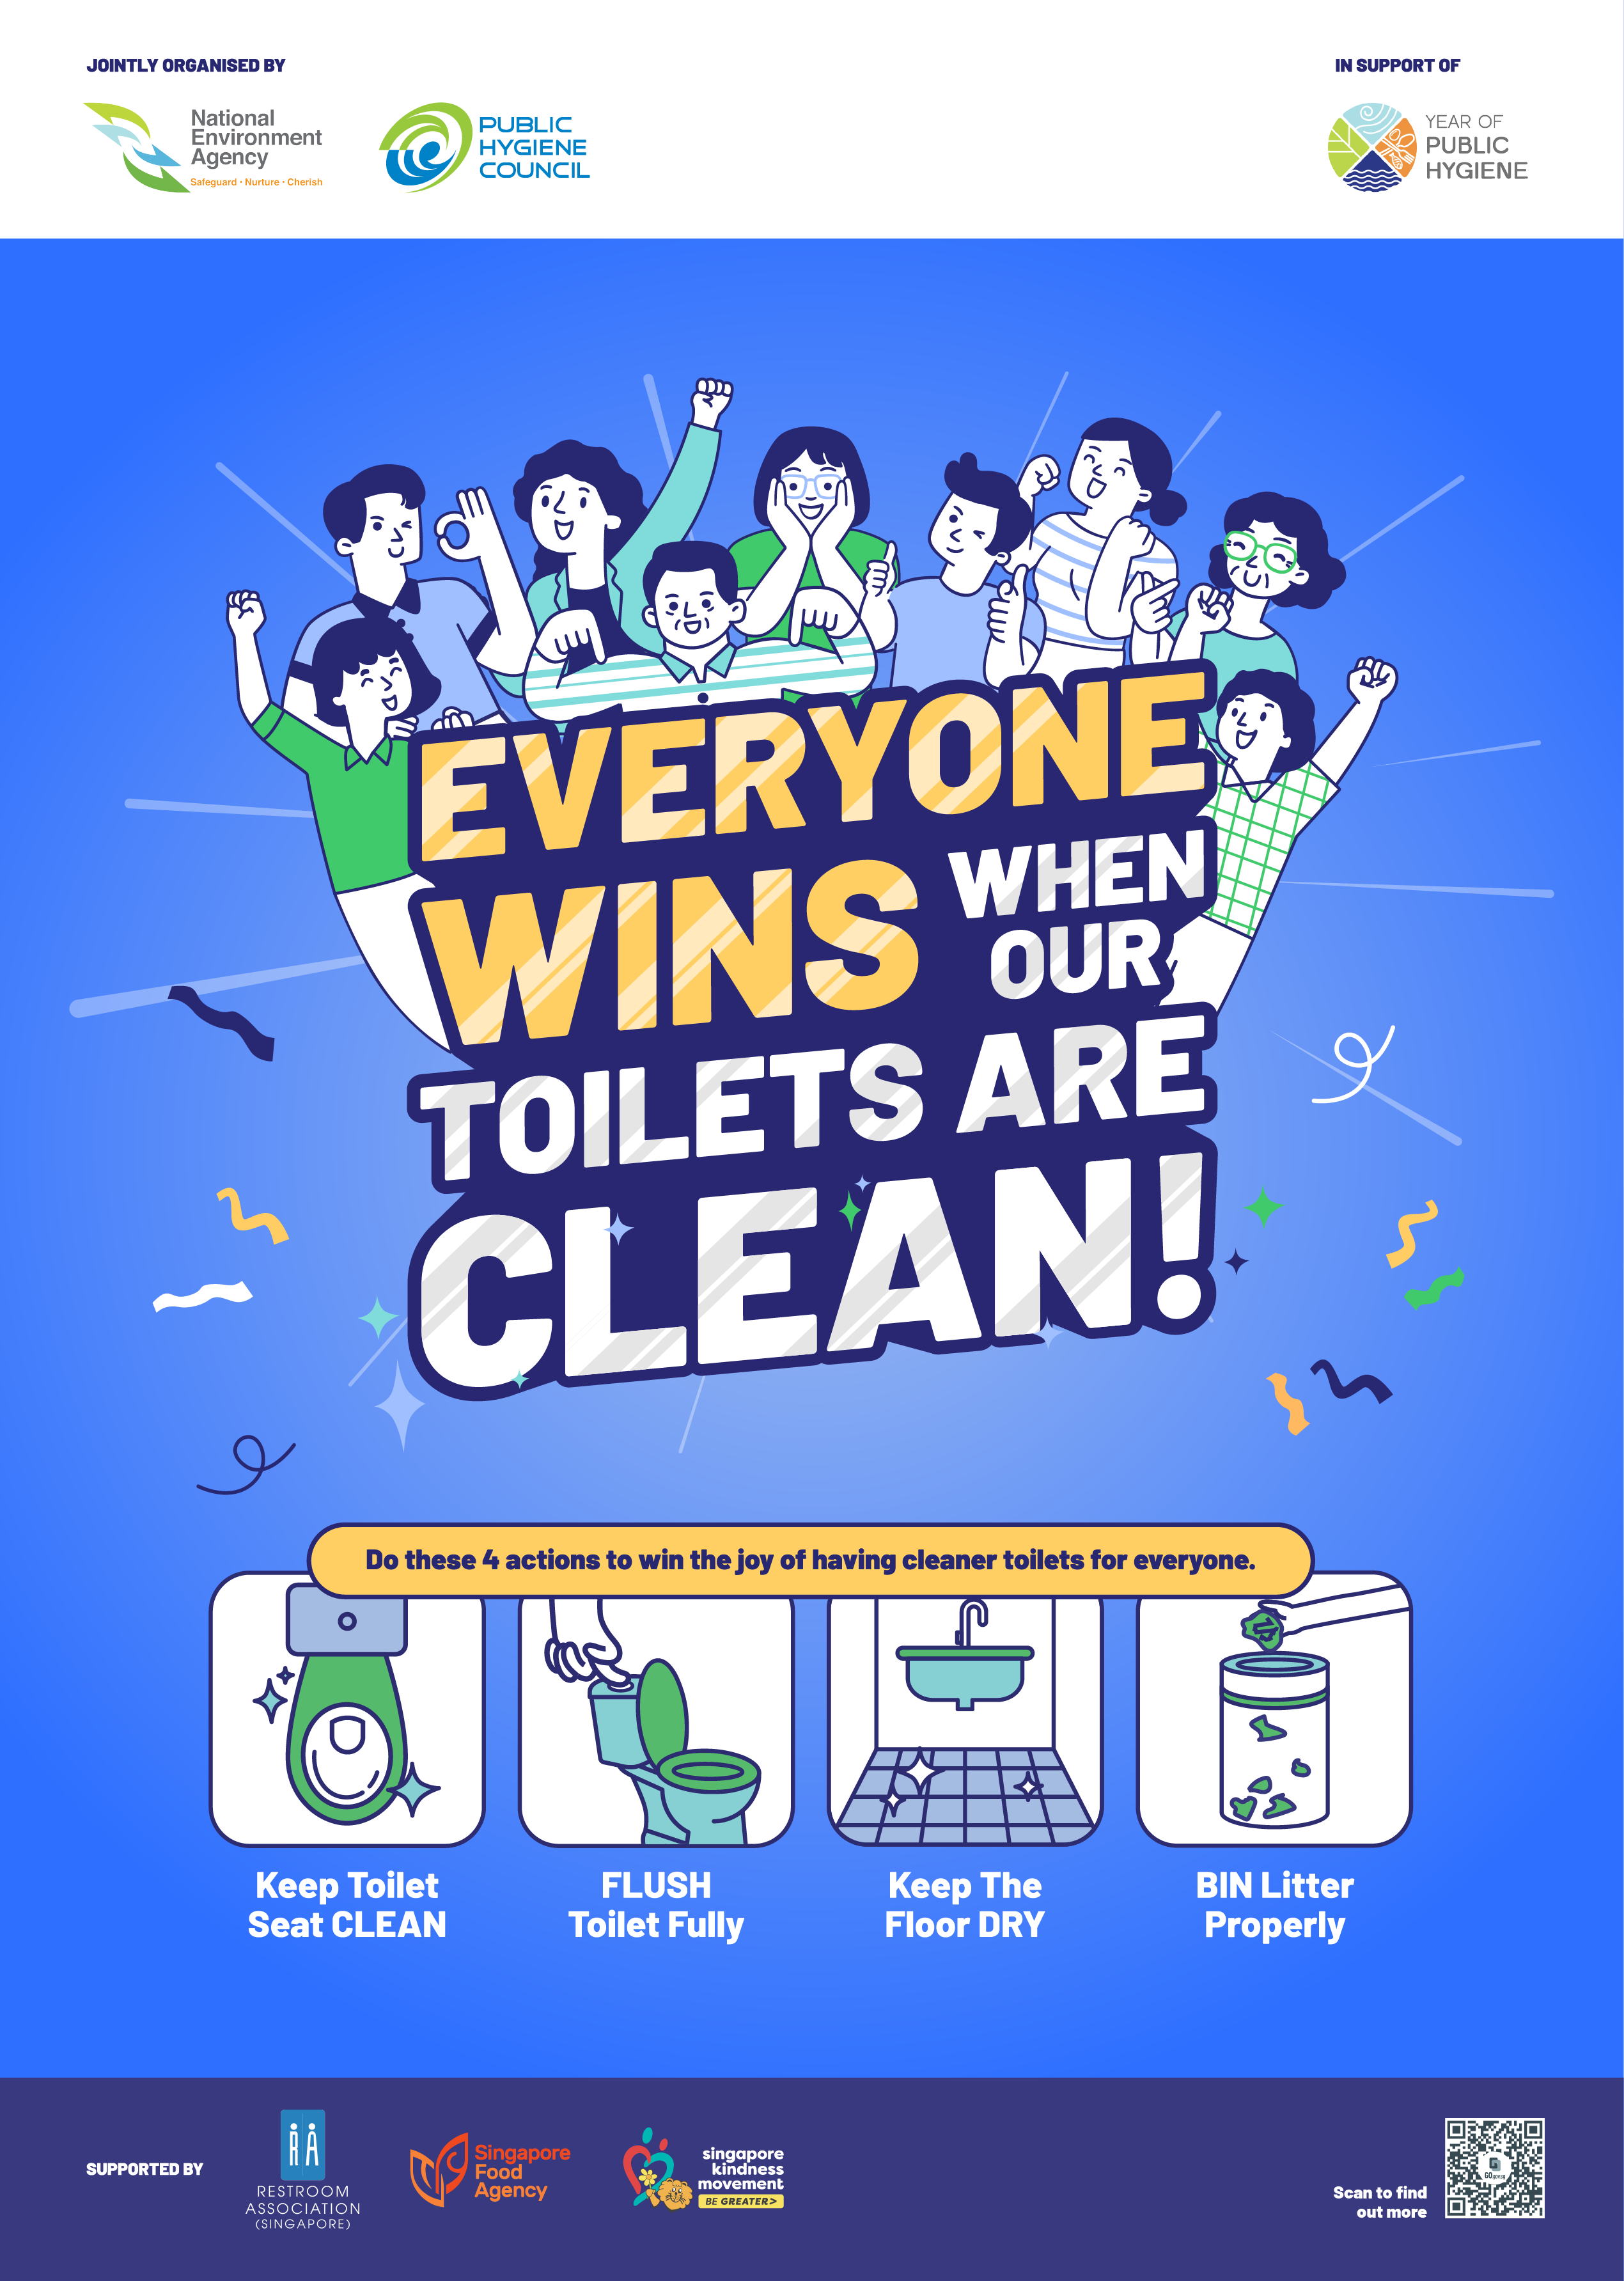 JOINTLY ORGANISED BY
IN SUPPORT OF
National
Environment
Agency
Safeguard • Nurture • Cherish
PUBLIC
HYGIENE
COUNCIL
YEAR OF
PUBLIC
HYGIENE
EVERYONE
WINS WHEN
OUR
TOILETS ARE
CLEAN!
Do these 4 actions to win the joy of having cleaner toilets for everyone.
Keep Toilet
Seat CLEAN
FLUSH
Toilet Fully
Keep The
Floor DRY
BIN Litter
Properly
SUPPORTED BY
RA
RESTROOM
ASSOCIATION
(SINGAPORE)
Singapore
Food
Agency
singapore
kindness
movement
BE GREATER>
Scan to find
out more
GOgov.sg